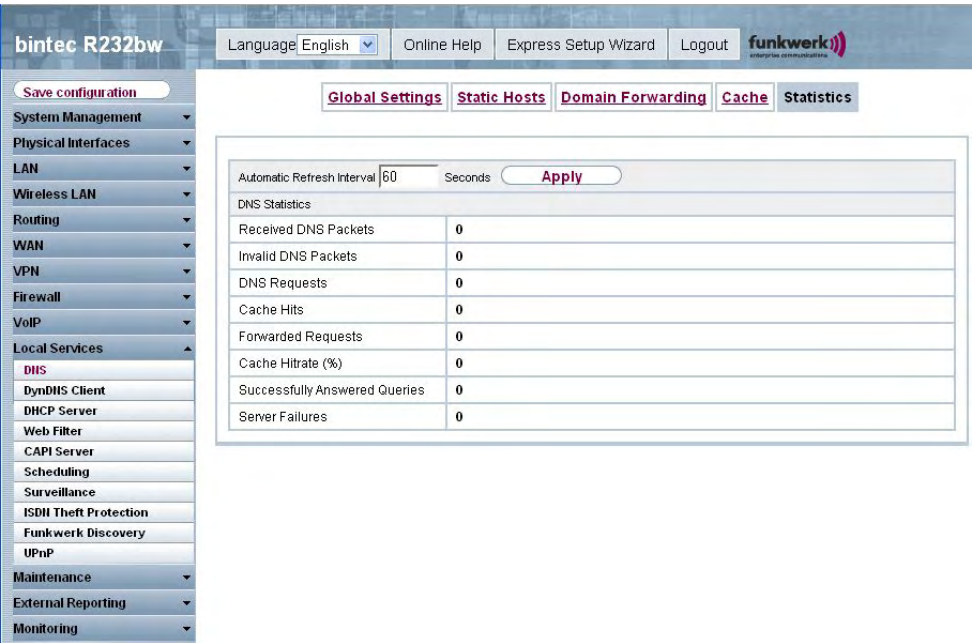 bintec R232bw
Language English Online Help Express Setup Wizard Logout funkwerk
enterprise communications
Save configuration
Global Settings Static Hosts Domain Forwarding Cache Statistics
System Management
Physical Interfaces
LAN
Wireless LAN
Routing
WAN
VPN
Firewall
VoIP
Local Services
DNS
DynDNS Client
DHCP Server
Web Filter
CAPI Server
Scheduling
Surveillance
ISDN Theft Protection
Funkwerk Discovery
UPnP
Maintenance
External Reporting
Monitoring
Automatic Refresh Interval 60 Seconds Apply
DNS Statistics
Received DNS Packets 0
Invalid DNS Packets 0
DNS Requests 0
Cache Hits 0
Forwarded Requests 0
Cache Hitrate (%) 0
Successfully Answered Queries 0
Server Failures 0